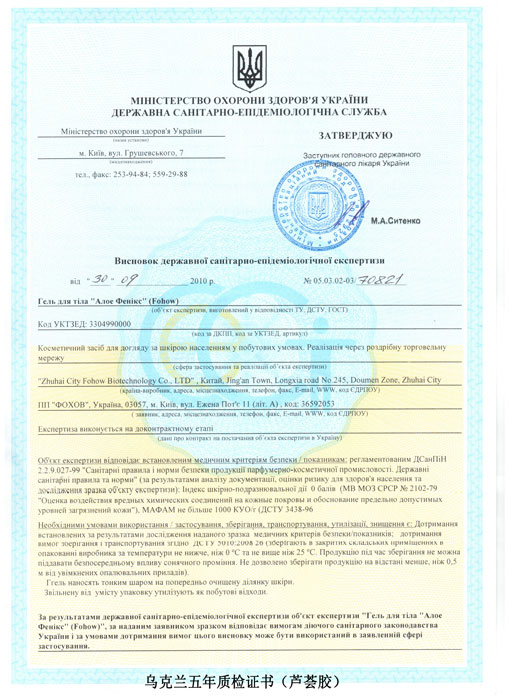 МІНІСТЕРСТВО ОХОРОНИ ЗДОРОВ'Я УКРАЇНИ
ДЕРЖАВНА САНІТАРНО-ЕПІДЕМІОЛОГІЧНА СЛУЖБА
Міністерство охорони здоров'я України
(назва установи)
м. Київ, вул. Грушевського, 7
(місцезнаходження)
тел., факс: 253-94-84; 559-29-88
ЗАТВЕРДЖУЮ
Заступник головного державного
санітарного лікаря України
М.А.Ситенко
Висновок державної санітарно-епідеміологічної експертизи
від -30-09 2010 р. № 05.03.02-03/70821
Гель для тіла "Алое Фенікс" (Fohow)
(об'єкт експертизи, виготовлений у відповідності ТУ, ДСТУ, ГОСТ)
Код УКТЗЕД: 3304990000
(код за ДКПП, код за УКТЗЕД, артикул)
Косметичний засіб для догляду за шкірою населенням у побутових умовах. Реалізація через роздрібну торговельну
мережу
(сфера застосування та реалізації об'єкта експертизи)
"Zhuhai City Fohow Biotechnology Co., LTD" , Китай, Jing'an Town, Longxia road No.245, Doumen Zone, Zhuhai City
(країна-виробник, адреса, місцезнаходження, телефон, факс, E-mail, WWW, код ЄДРПОУ)
ПП "ФОХОВ", Україна, 03057, м. Київ, вул. Ежена Пот'є 11 (літ. А) , код: 36592053
( заявник, адреса, місцезнаходження, телефон, факс, E-mail, WWW, код ЄДРПОУ)
Експертиза виконується на доконтрактному етапі
(дані про контракт на постачання об'єкта експертизи в Україну)
Об'єкт експертизи відповідає встановленим медичним критеріям безпеки / показникам: регламентованим ДСанПіН
2.2.9.027-99 "Санітарні правила і норми безпеки продукції парфумерно-косметичної промисловості. Державні
санітарні правила та норми" (за результатами аналізу документації, оцінки ризику для здоров'я населення та
дослідження зразка об'єкту експертизи): Індекс шкірно-подразнювальної дії 0 балів (МВ МОЗ СРСР № 2102-79
"Оценка воздействия вредных химических соединений на кожные покровы и обоснование предельно допустимых
уровней загрязнений кожи"), МАФАМ не більше 1000 КУО/г (ДСТУ 3438-96
Необхідними умовами використання / застосування, зберігання, транспортування, утилізації, знищення є: Дотримання
встановлених за результатами дослідження наданого зразка медичних критеріїв безпеки/показників; дотримання
вимог зберігання і транспортування згідно ДСТУ 5010:2008 26 (зберігають в закритих складських приміщеннях в
опакованні виробника за температури не нижче, ніж 0 °С та не вище ніж 25 °С. Продукцію під час зберігання не можна
піддавати безпосередньому впливу сонячного проміння. Не дозволено зберігати продукцію на відстані менше, ніж 0,5
м від увімкнених опалювальних приладів).
Ггель наносять тонким шаром на попередньо очищену ділянку шкіри.
Звільнену від умісту упаковку утилізують як побутові відходи.
За результатами державної санітарно-епідеміологічної експертизи об'єкт експертизи "Гель для тіла "Алое
Фенікс" (Fohow)", за наданим заявником зразком відповідає вимогам діючого санітарного законодавства
України і за умовами дотримання вимог цього висновку може бути використаний в заявленній сфері
застосування.
乌克兰五年质检证书（芦荟胶）